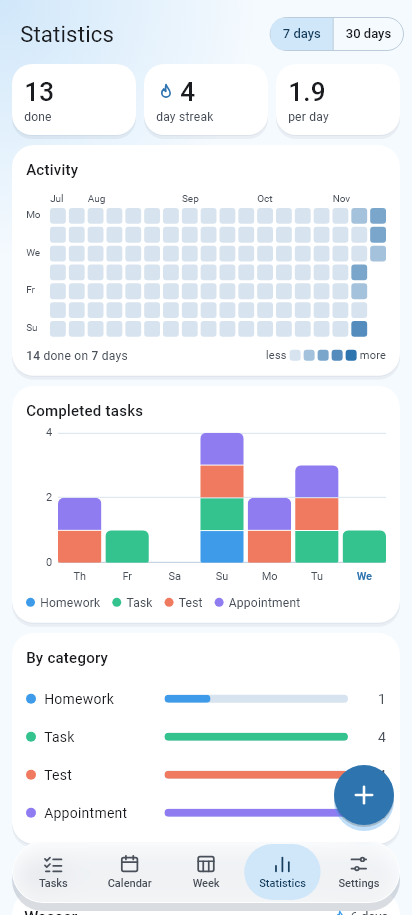 Statistics
7 days
30 days
13
done
4
day streak
1.9
per day
Activity
Jul Aug Sep Oct Nov
Mo
We
Fr
Su
14 done on 7 days
less more
Completed tasks
4
2
0
Th Fr Sa Su Mo Tu We
Homework Task Test Appointment
By category
Homework 1
Task 4
Test
Appointment
Tasks Calendar Week Statistics Settings